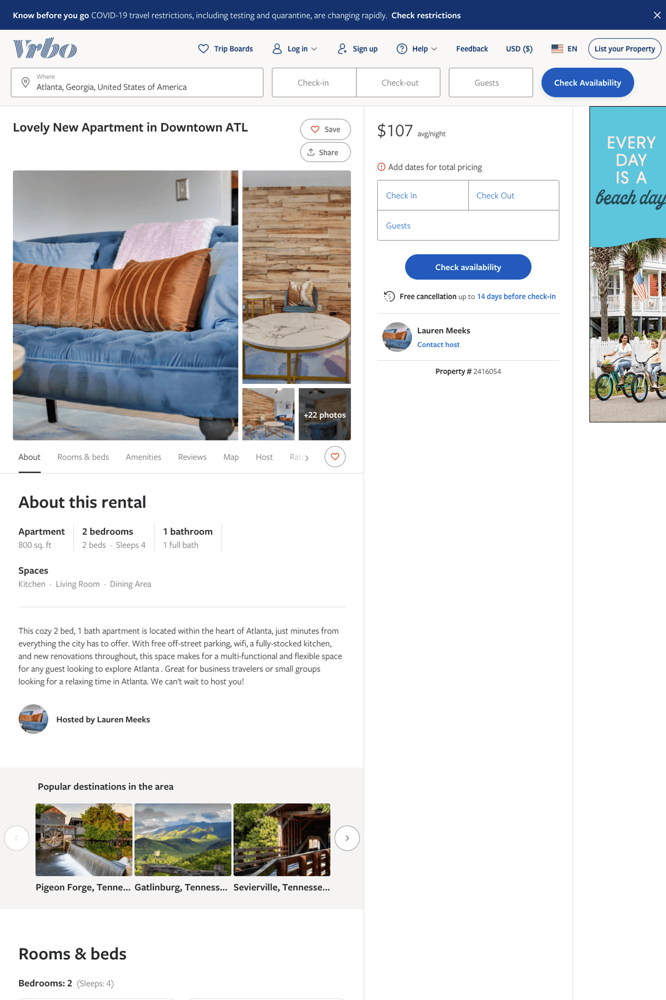 Know before you go COVID-19 travel restrictions, including testing and quarantine, are changing rapidly. Check restrictions
Vrbo
Trip Boards
Log in
Sign up
Help
Feedback
USD ($)
EN
List your Property
Where
Atlanta, Georgia, United States of America
Check-in
Check-out
Guests
Check Availability
Lovely New Apartment in Downtown ATL
Save
Share
+22 photos
$107 avg/night
Add dates for total pricing
Check In
Check Out
Guests
Check availability
Free cancellation up to 14 days before check-in
Lauren Meeks
Contact host
Property # 2416054
EVERY
DAY
IS A
beach day
About
Rooms & beds
Amenities
Reviews
Map
Host
About this rental
Apartment
800 sq. ft
2 bedrooms
2 beds · Sleeps 4
1 bathroom
1 full bath
Spaces
Kitchen · Living Room · Dining Area
This cozy 2 bed, 1 bath apartment is located within the heart of Atlanta, just minutes from
everything the city has to offer. With free off-street parking, wifi, a fully-stocked kitchen,
and new renovations throughout, this space makes for a multi-functional and flexible space
for any guest looking to explore Atlanta . Great for business travelers or small groups
looking for a relaxing time in Atlanta. We can't wait to host you!
Hosted by Lauren Meeks
Popular destinations in the area
Pigeon Forge, Tenne...
Gatlinburg, Tenness...
Sevierville, Tennesse...
Rooms & beds
Bedrooms: 2 (Sleeps: 4)